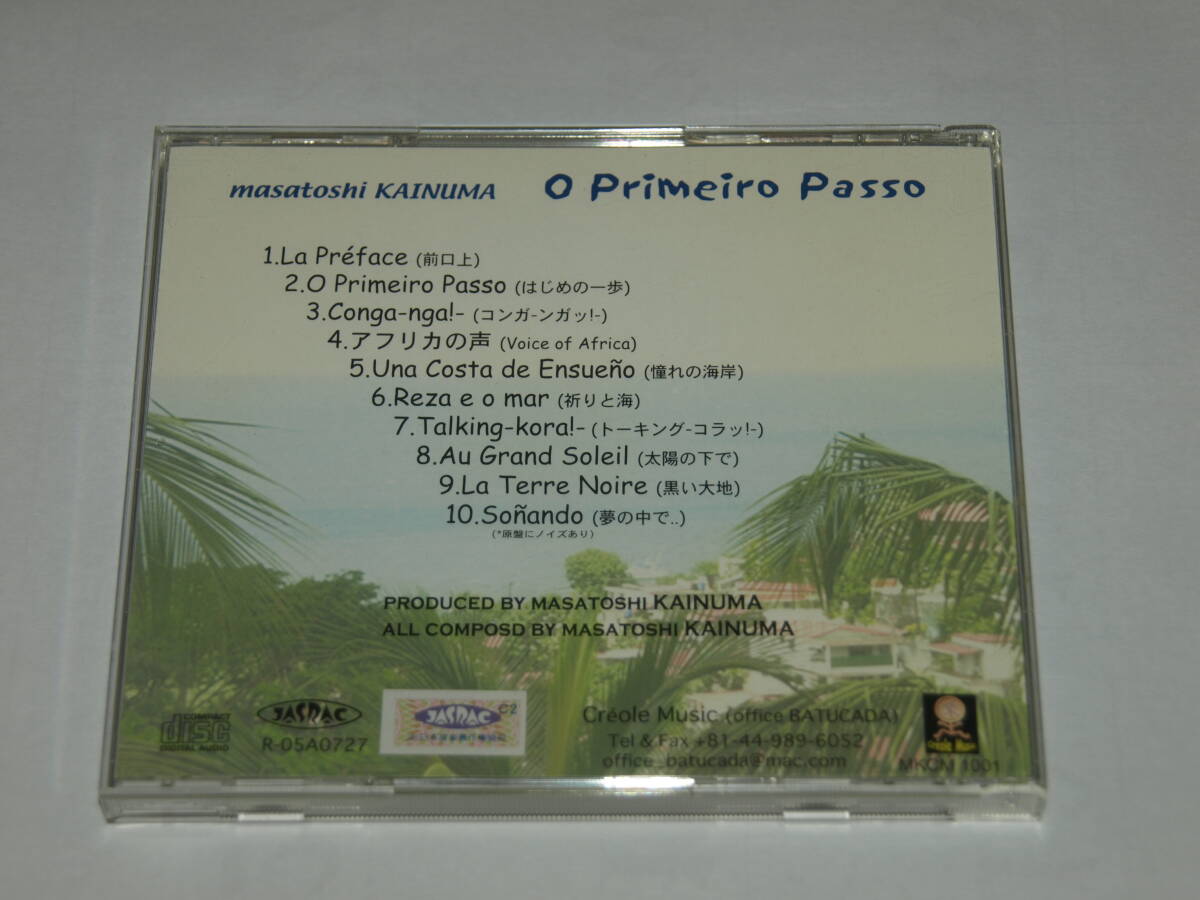 masatoshi KAINUMA O Primeiro Passo
1.La Préface (前口上)
2.O Primeiro Passo (はじめの一歩)
3.Conga-nga!- (コンガ-ンガッ!-)
4.アフリカの声 (Voice of Africa)
5.Una Costa de Ensueño (憧れの海岸)
6.Reza e o mar (祈りと海)
7.Talking-kora!- (トーキング-コラッ!-)
8.Au Grand Soleil (太陽の下で)
9.La Terre Noire (黒い大地)
10.Soñando (夢の中で..)
(*原盤にノイズあり)
PRODUCED BY MASATOSHI KAINUMA
ALL COMPOSD BY MASATOSHI KAINUMA
COMPACT
disc
DIGITAL AUDIO
JASRAC
R-05A0727
C2
JASRAC
Créole Music (office BATUCADA)
Tel & Fax +81-44-989-6052
office_batucada@mac.com
MKCM 1001